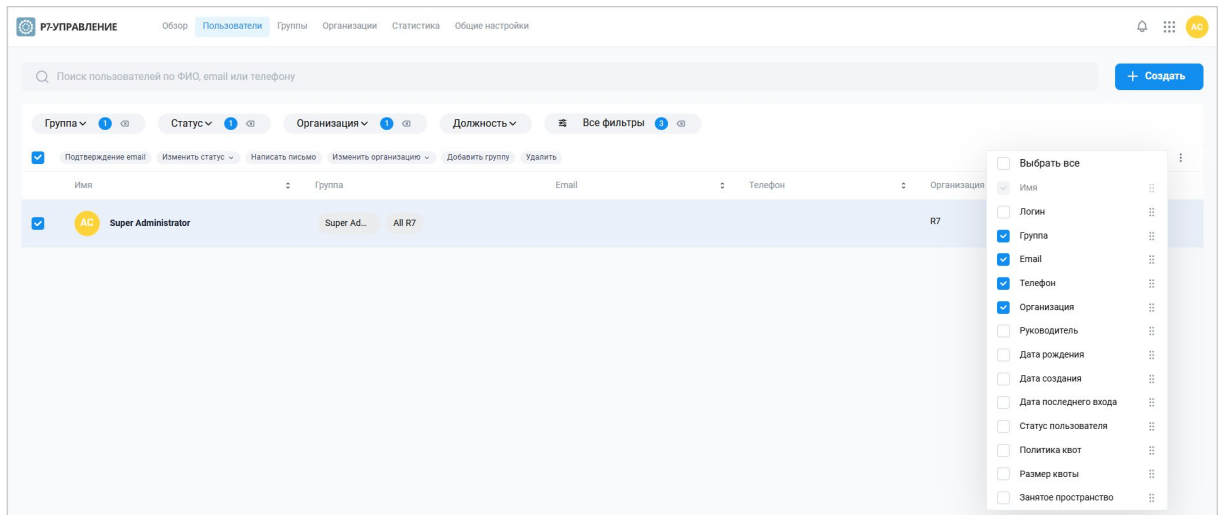 Р7-УПРАВЛЕНИЕ Обзор Пользователи Группы Организации Статистика Общие настройки АС
Поиск пользователей по ФИО, email или телефону + Создать
Группа 1 Статус 1 Организация 1 Должность Все фильтры 3
Подтверждение email Изменить статус Написать письмо Изменить организацию Добавить группу Удалить
Имя Группа Email Телефон Организация
АС Super Administrator Super Ad... All R7 R7
Выбрать все
Имя
Логин
Группа
Email
Телефон
Организация
Руководитель
Дата рождения
Дата создания
Дата последнего входа
Статус пользователя
Политика квот
Размер квоты
Занятое пространство